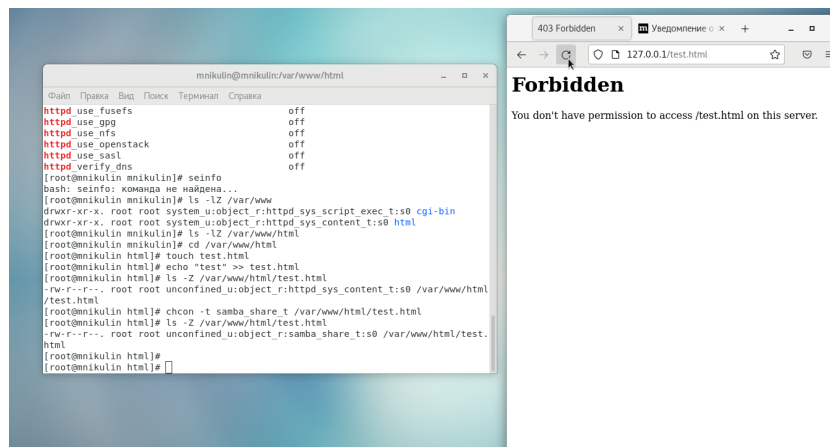 mnikulin@mnikulin:/var/www/html
Файл Правка Вид Поиск Терминал Справка
httpd_use_fusefs off
httpd_use_gpg off
httpd_use_nfs off
httpd_use_openstack off
httpd_use_sasl off
httpd_verify_dns off
[root@mnikulin mnikulin]# seinfo
bash: seinfo: команда не найдена...
[root@mnikulin mnikulin]# ls -lZ /var/www
drwxr-xr-x. root root system_u:object_r:httpd_sys_script_exec_t:s0 cgi-bin
drwxr-xr-x. root root system_u:object_r:httpd_sys_content_t:s0 html
[root@mnikulin mnikulin]# ls -lZ /var/www/html
[root@mnikulin mnikulin]# cd /var/www/html
[root@mnikulin html]# touch test.html
[root@mnikulin html]# echo "test" >> test.html
[root@mnikulin html]# ls -Z /var/www/html/test.html
-rw-r--r--. root root unconfined_u:object_r:httpd_sys_content_t:s0 /var/www/html
/test.html
[root@mnikulin html]# chcon -t samba_share_t /var/www/html/test.html
[root@mnikulin html]# ls -Z /var/www/html/test.html
-rw-r--r--. root root unconfined_u:object_r:samba_share_t:s0 /var/www/html/test.
html
[root@mnikulin html]#
[root@mnikulin html]#
403 Forbidden
m Уведомление о
127.0.0.1/test.html
Forbidden
You don't have permission to access /test.html on this server.